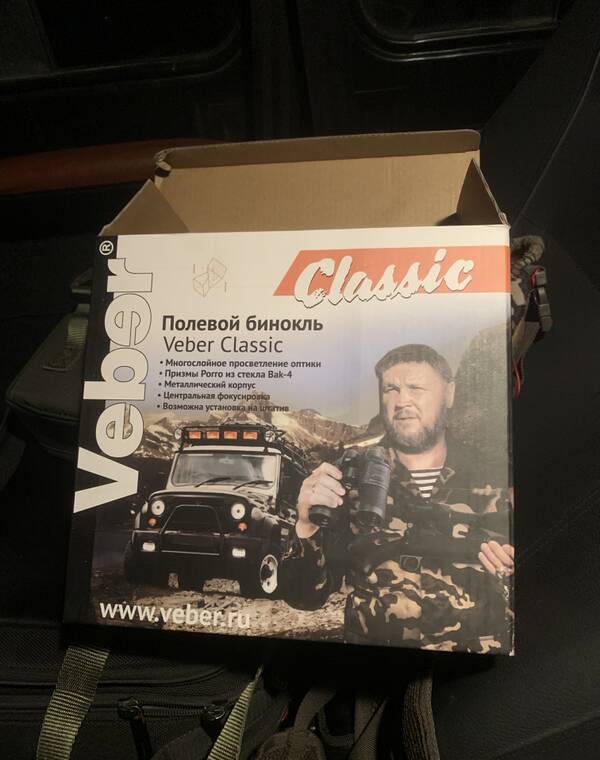 Veber®
Classic
Полевой бинокль
Veber Classic
• Многослойное просветление оптики
• Призмы Porro из стекла Bak-4
• Металлический корпус
• Центральная фокусировка
• Возможна установка на штатив
www.veber.ru